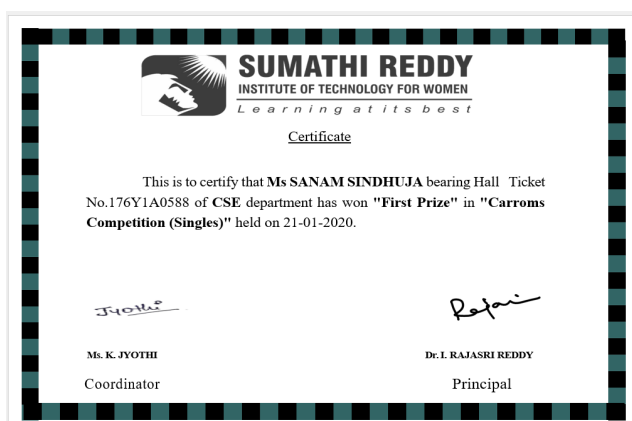 SUMATHI REDDY
INSTITUTE OF TECHNOLOGY FOR WOMEN
Learning at its best
Certificate
This is to certify that Ms SANAM SINDHUJA bearing Hall Ticket
No.176Y1A0588 of CSE department has won "First Prize" in "Carroms
Competition (Singles)" held on 21-01-2020.
Jyothi
Rajasri
Ms. K. JYOTHI
Dr. I. RAJASRI REDDY
Coordinator
Principal